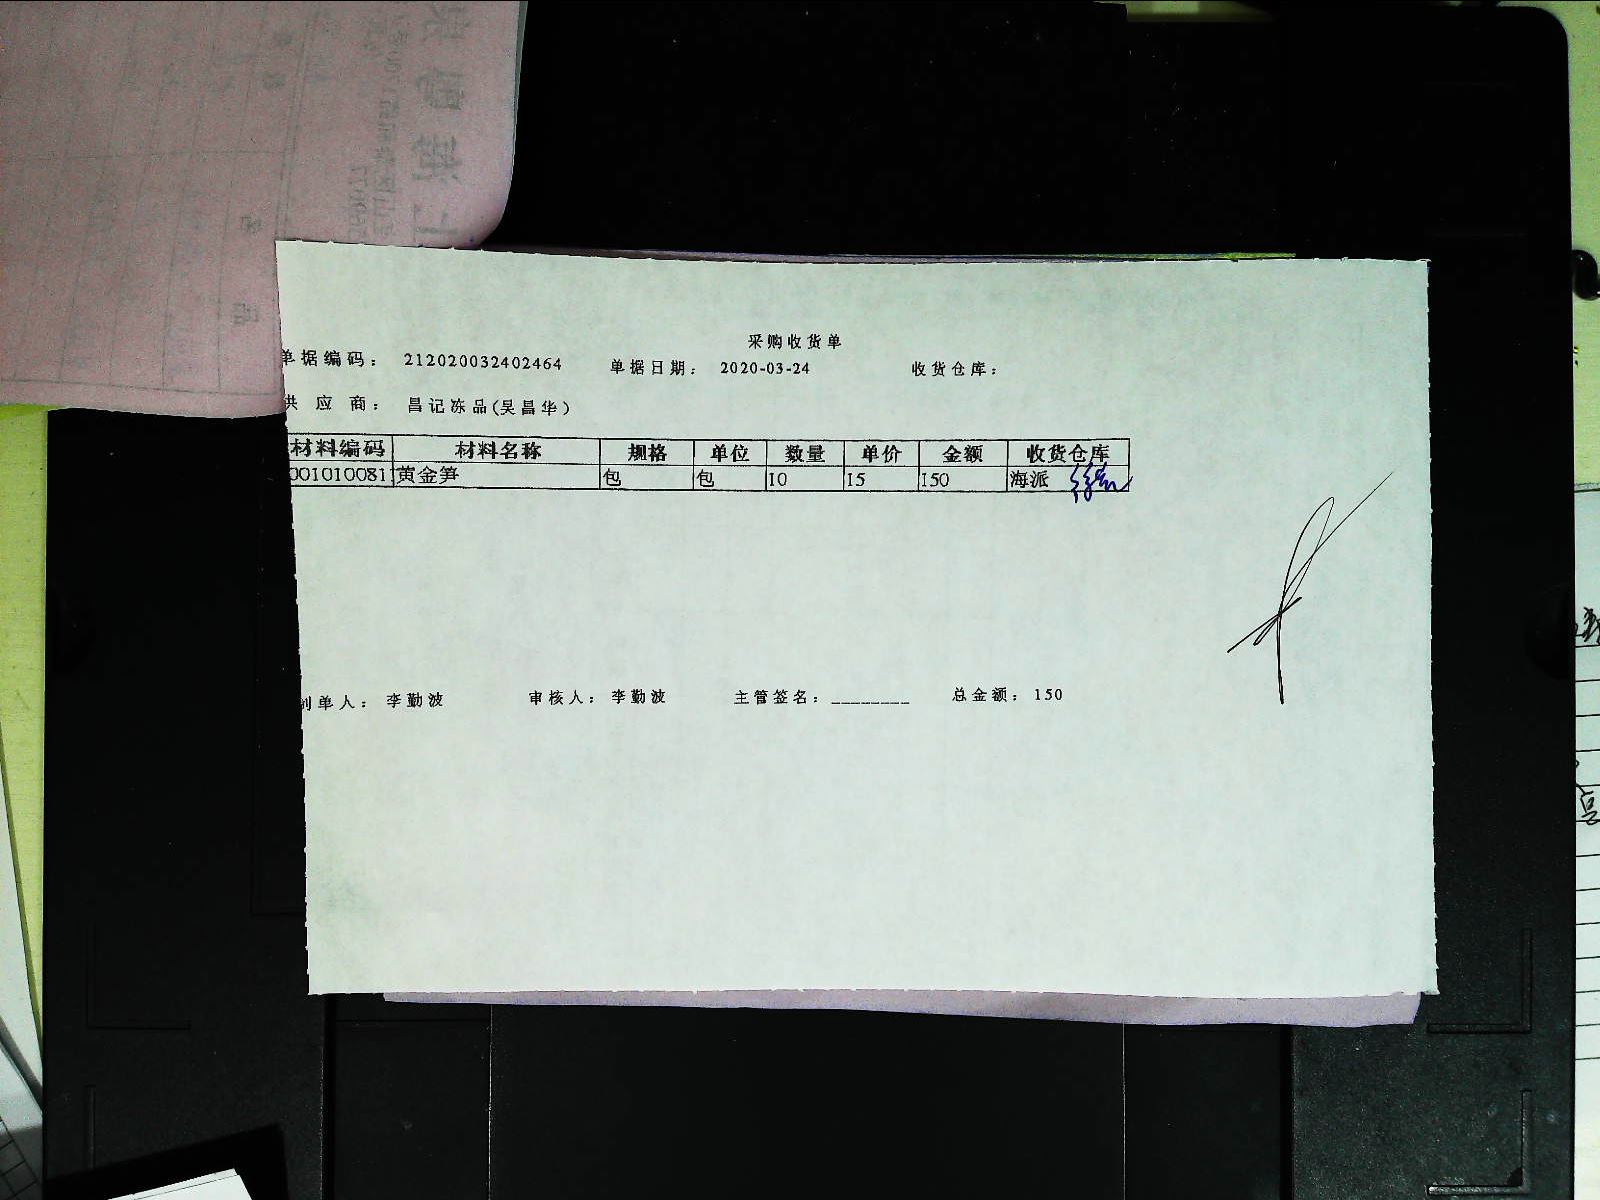 采购收货单
单据编码： 212020032402464 单据日期： 2020-03-24 收货仓库：
供应商： 昌记冻品(吴昌华)
材料编码 材料名称 规格 单位 数量 单价 金额 收货仓库
001010081 黄金笋 包 包 10 15 150 海派
制单人： 李勤波 审核人： 李勤波 主管签名：________ 总金额： 150